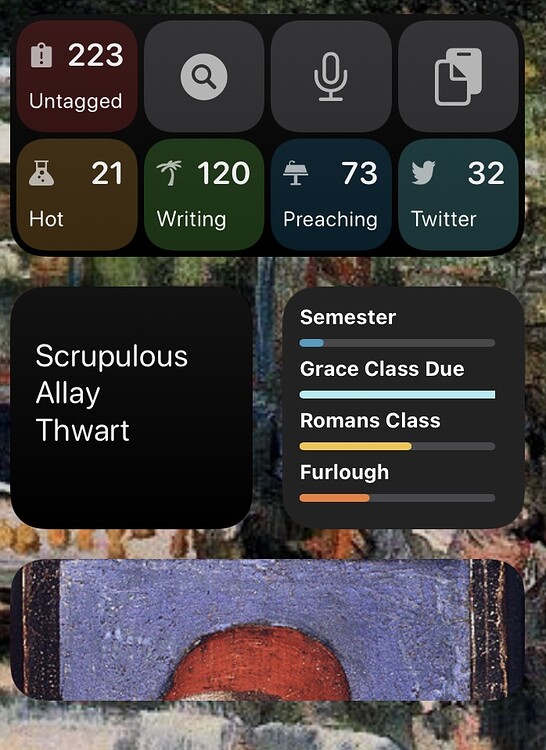 223
Untagged
21
Hot
120
Writing
73
Preaching
32
Twitter
Scrupulous
Allay
Thwart
Semester
Grace Class Due
Romans Class
Furlough